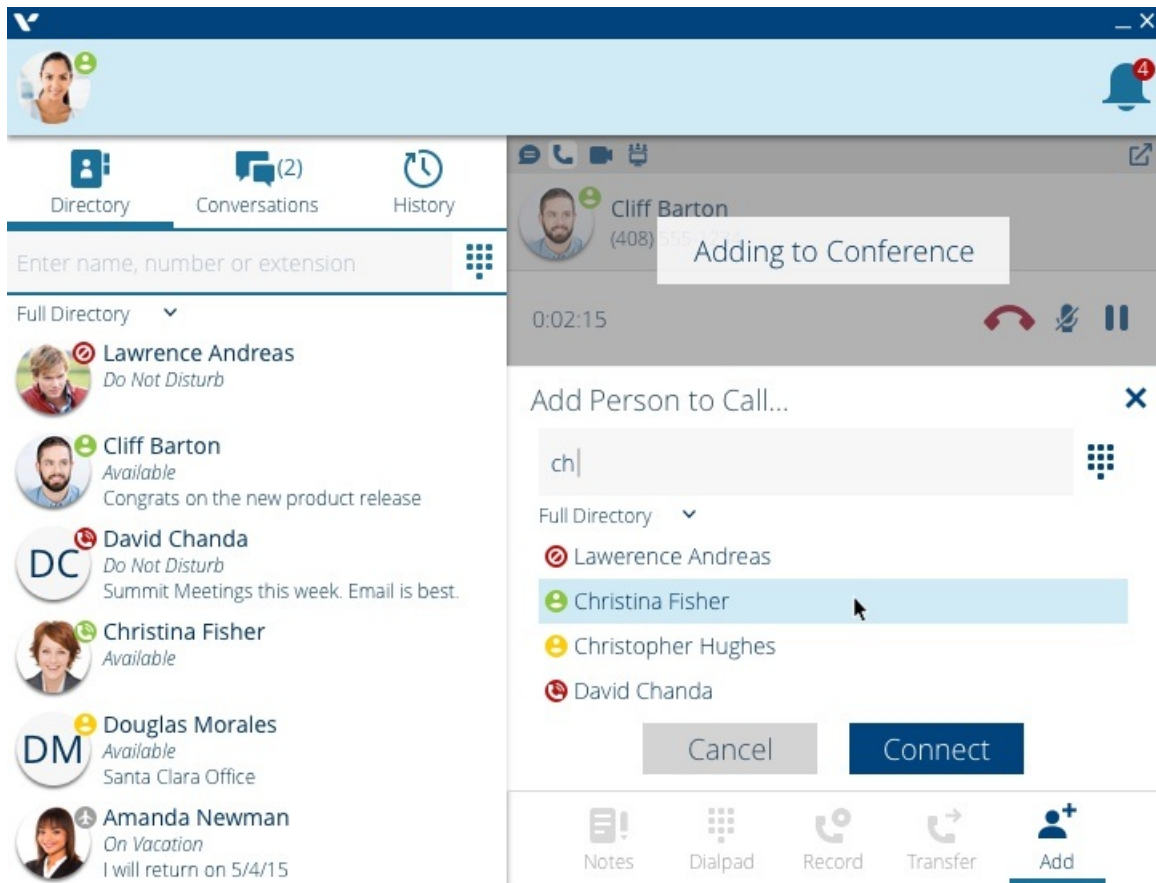 4
Directory
(2)
Conversations
History
Enter name, number or extension
Full Directory
Lawrence Andreas
Do Not Disturb
Cliff Barton
Available
Congrats on the new product release
DC
David Chanda
Do Not Disturb
Summit Meetings this week. Email is best.
Christina Fisher
Available
DM
Douglas Morales
Available
Santa Clara Office
Amanda Newman
On Vacation
I will return on 5/4/15
Cliff Barton
(408)
Adding to Conference
0:02:15
Add Person to Call...
ch
Full Directory
Lawerence Andreas
Christina Fisher
Christopher Hughes
David Chanda
Cancel
Connect
Notes
Dialpad
Record
Transfer
Add